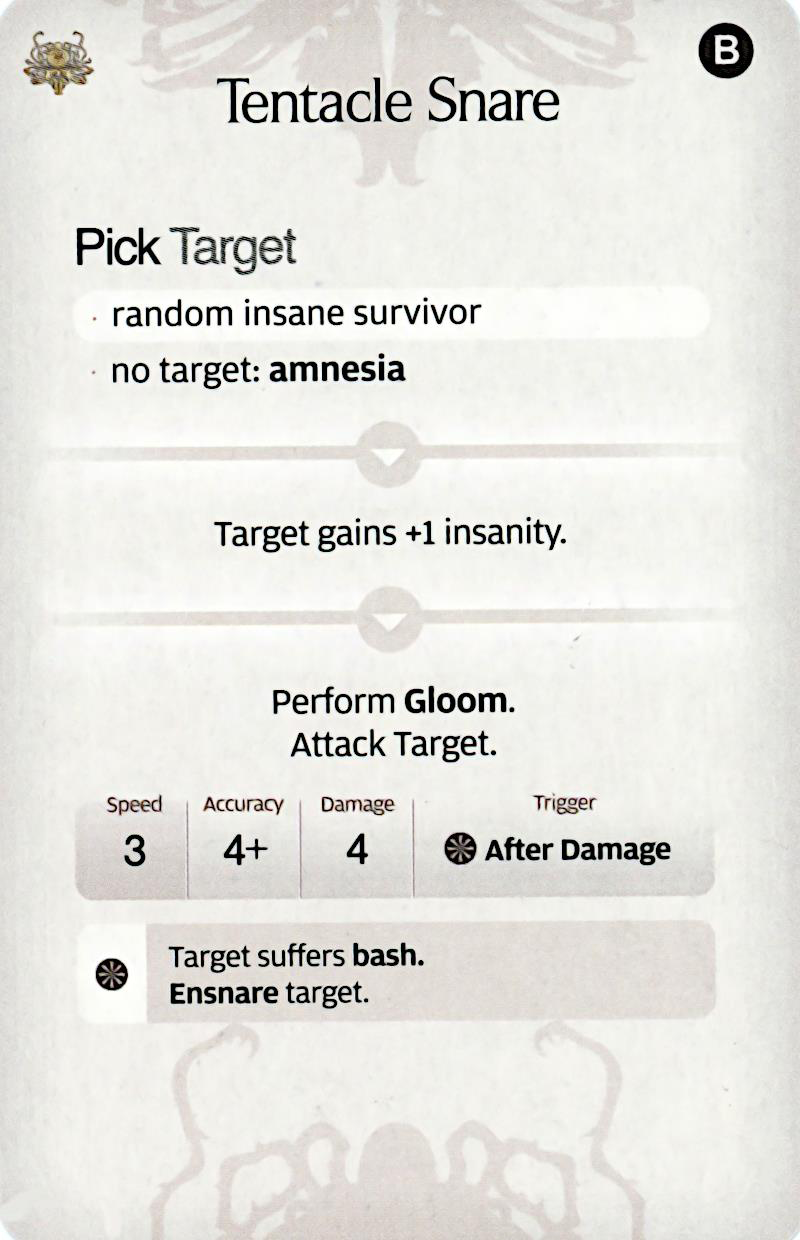 B
Tentacle Snare
Pick Target
· random insane survivor
· no target: amnesia
Target gains +1 insanity.
Perform Gloom.
Attack Target.
Speed Accuracy Damage Trigger
3 4+ 4 After Damage
Target suffers bash.
Ensnare target.